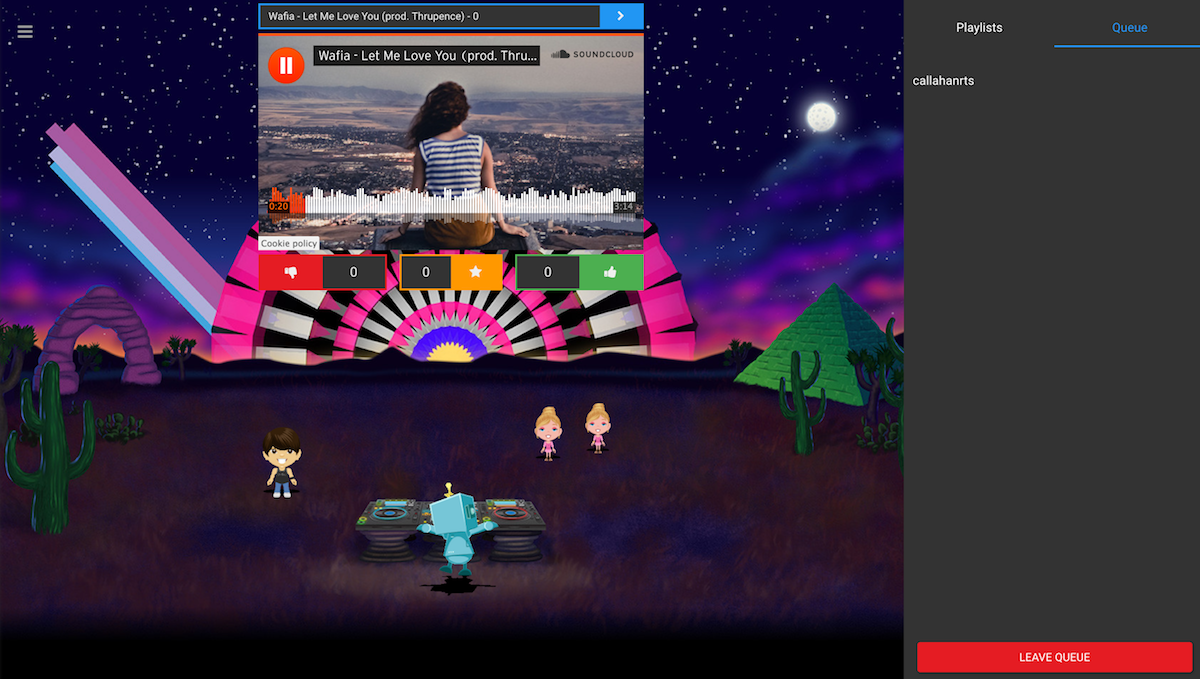 Wafia - Let Me Love You (prod. Thrupence) - 0
Wafia - Let Me Love You (prod. Thru...
SOUNDCLOUD
0:20
3:14
Cookie policy
0
0
0
Playlists
Queue
callahanrts
LEAVE QUEUE